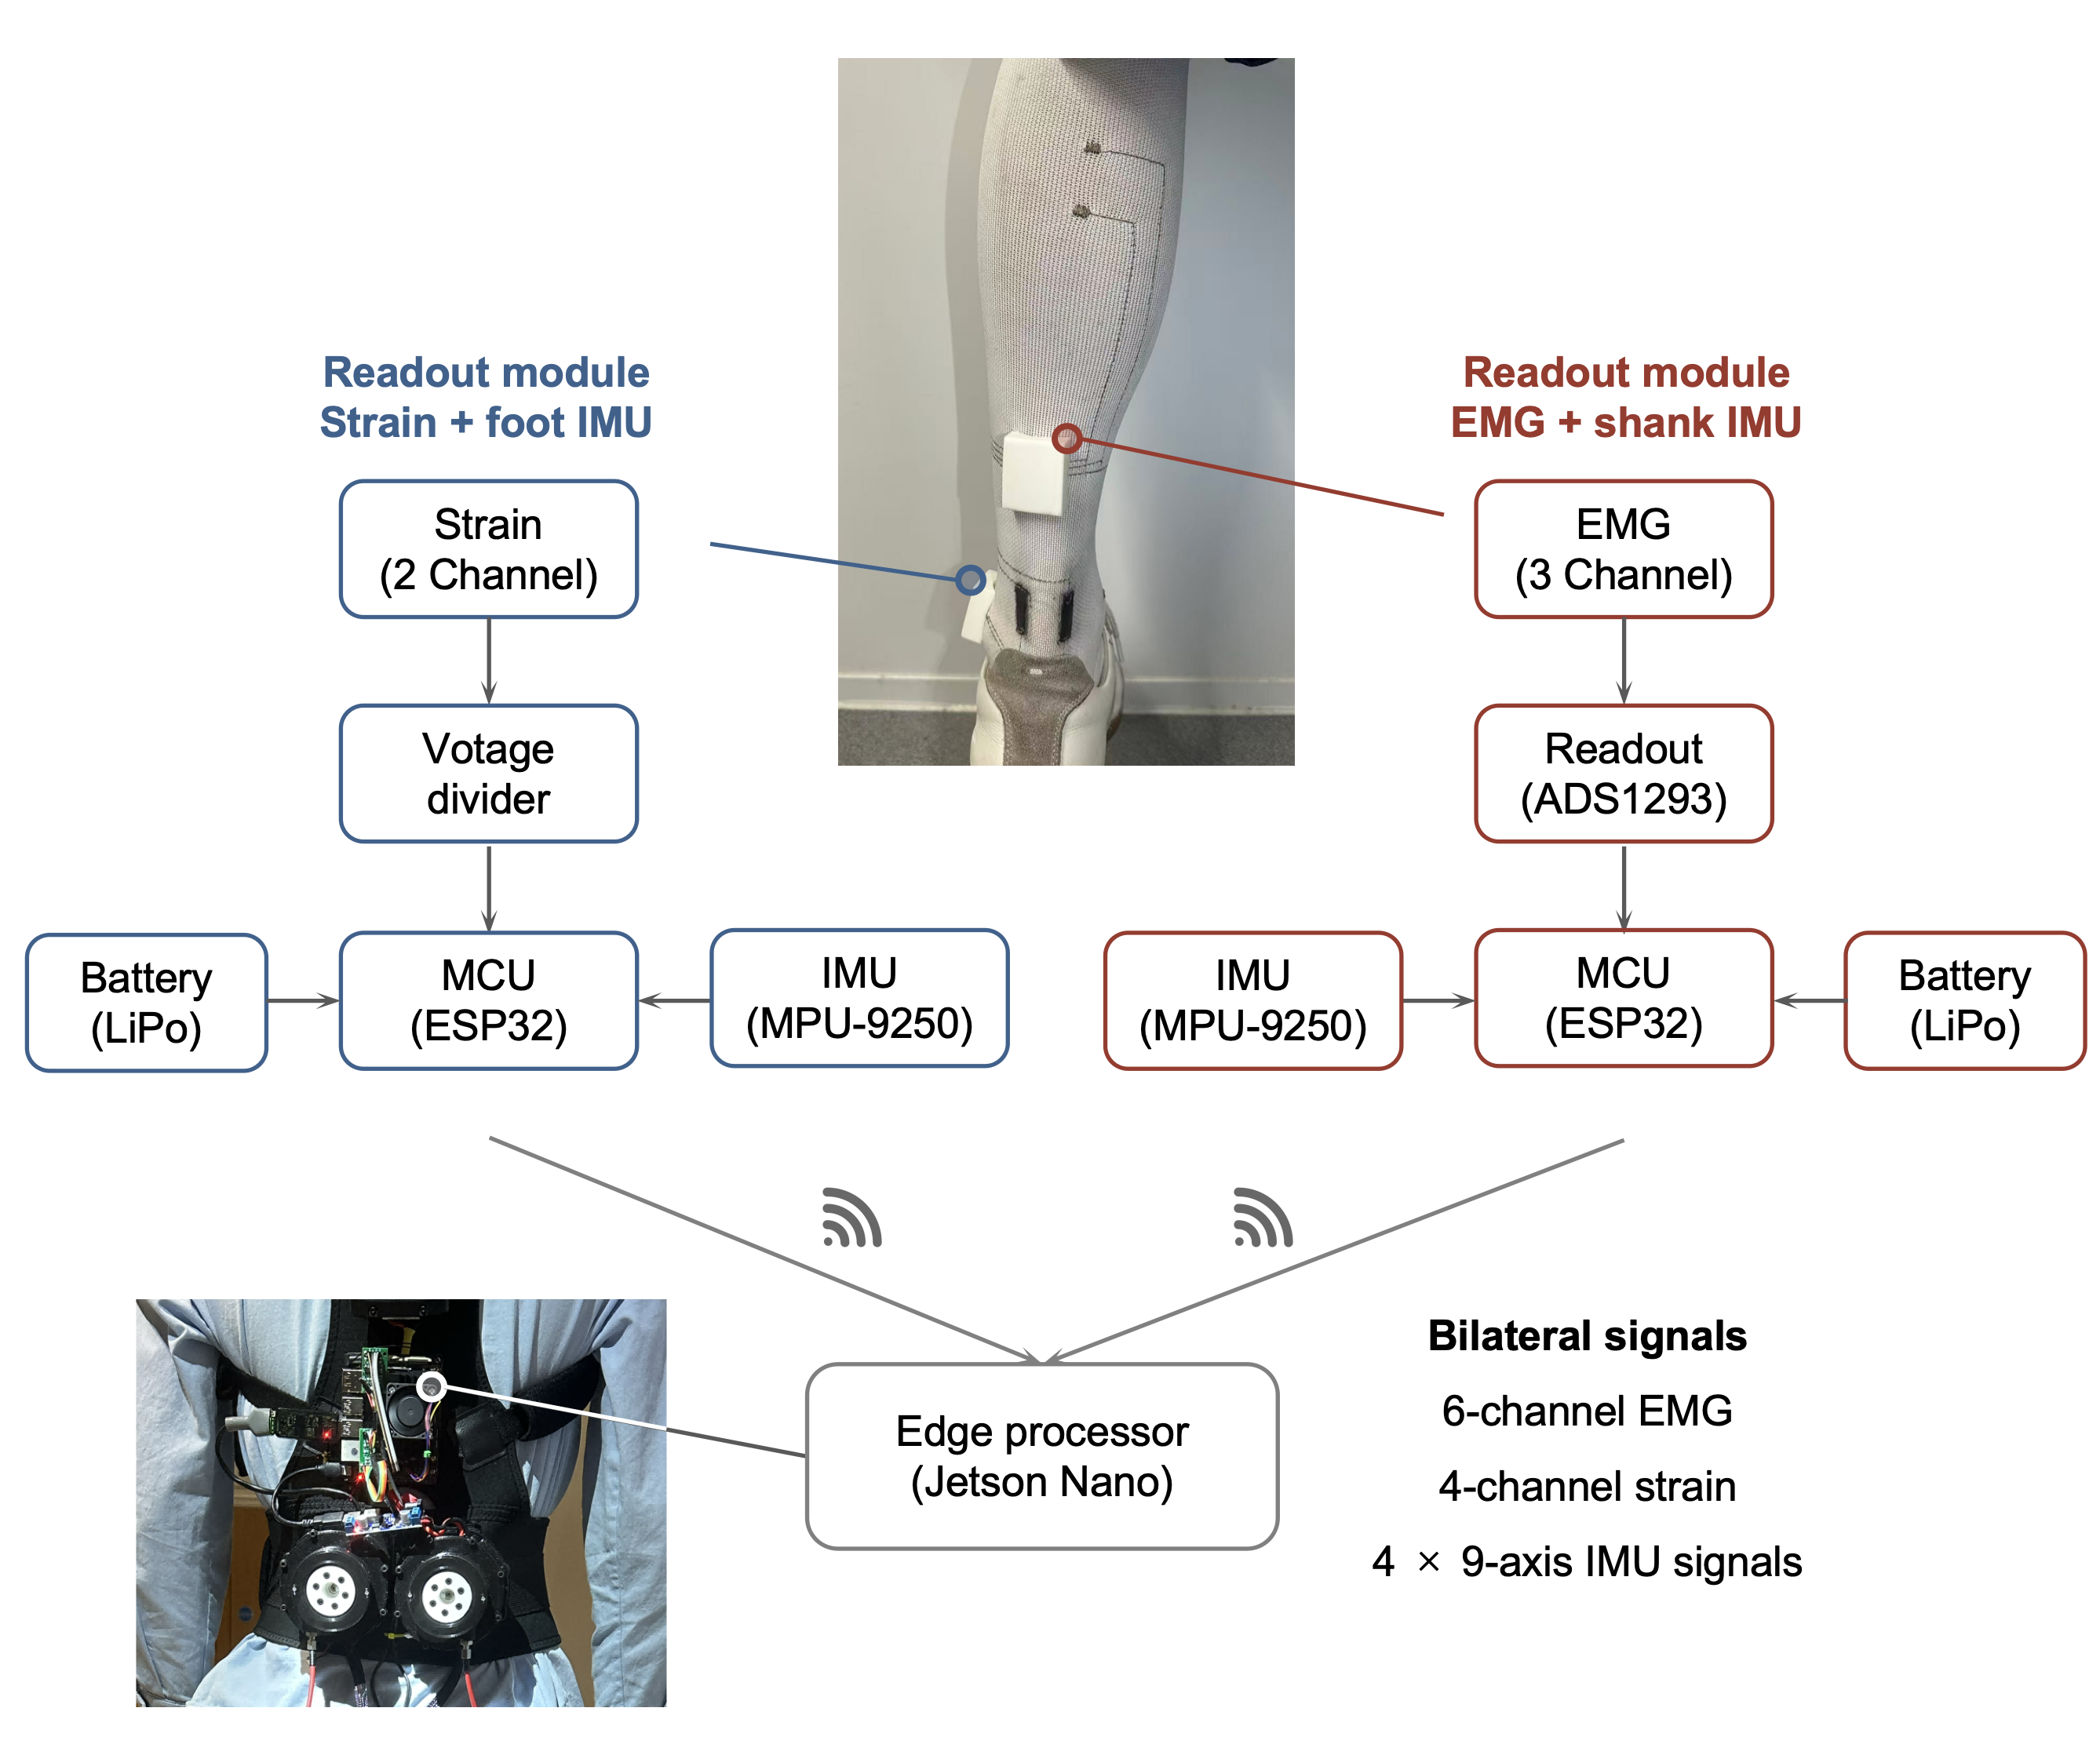 Readout module
Strain + foot IMU
Strain
(2 Channel)
Votage
divider
Battery
(LiPo)
MCU
(ESP32)
IMU
(MPU-9250)
Readout module
EMG + shank IMU
EMG
(3 Channel)
Readout
(ADS1293)
IMU
(MPU-9250)
MCU
(ESP32)
Battery
(LiPo)
Edge processor
(Jetson Nano)
Bilateral signals
6-channel EMG
4-channel strain
4 × 9-axis IMU signals